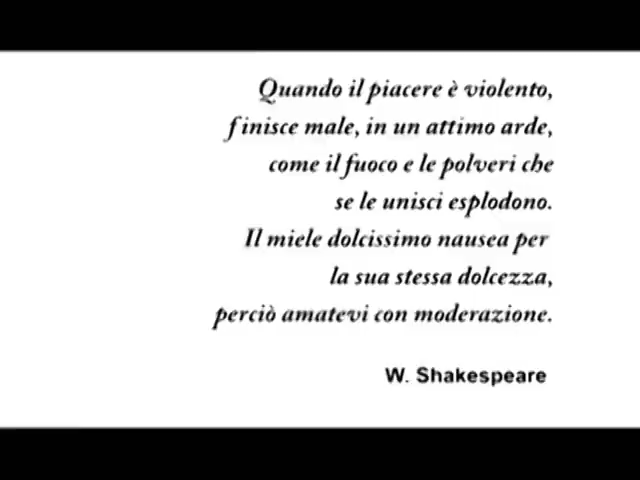 Quando il piacere è violento,
finisce male, in un attimo arde,
come il fuoco e le polveri che
se le unisci esplodono.
Il miele dolcissimo nausea per
la sua stessa dolcezza,
perciò amatevi con moderazione.
W. Shakespeare